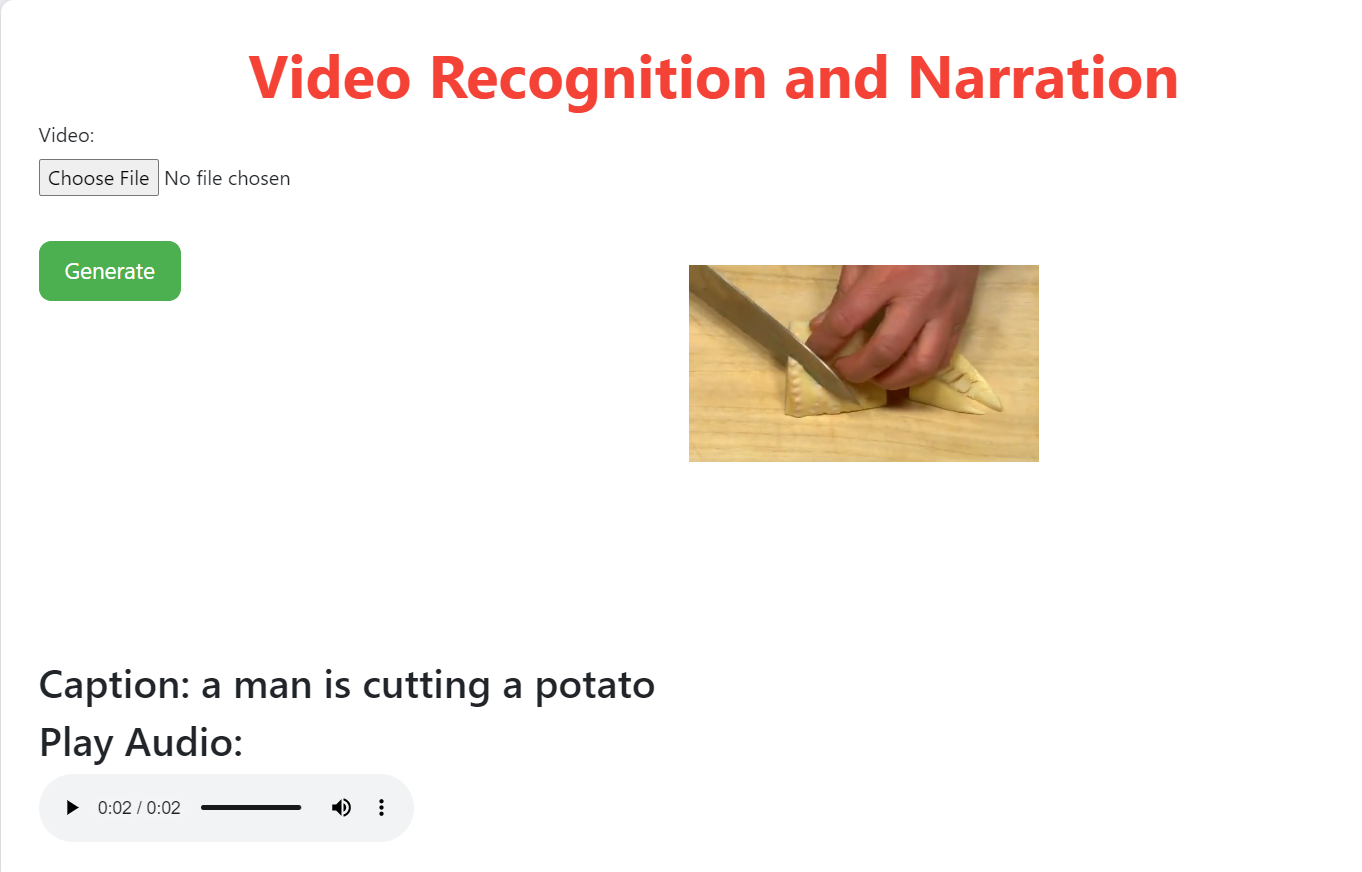 Video Recognition and Narration
Video:
Choose File No file chosen
Generate
Caption: a man is cutting a potato
Play Audio:
0:02 / 0:02